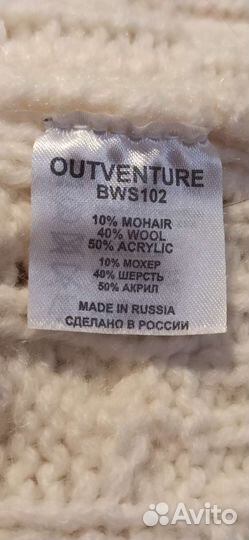 OUTVENTURE
BWS102
10% MOHAIR
40% WOOL
50% ACRYLIC
10% МОХЕР
40% ШЕРСТЬ
50% АКРИЛ
MADE IN RUSSIA
СДЕЛАНО В РОССИИ
Avito